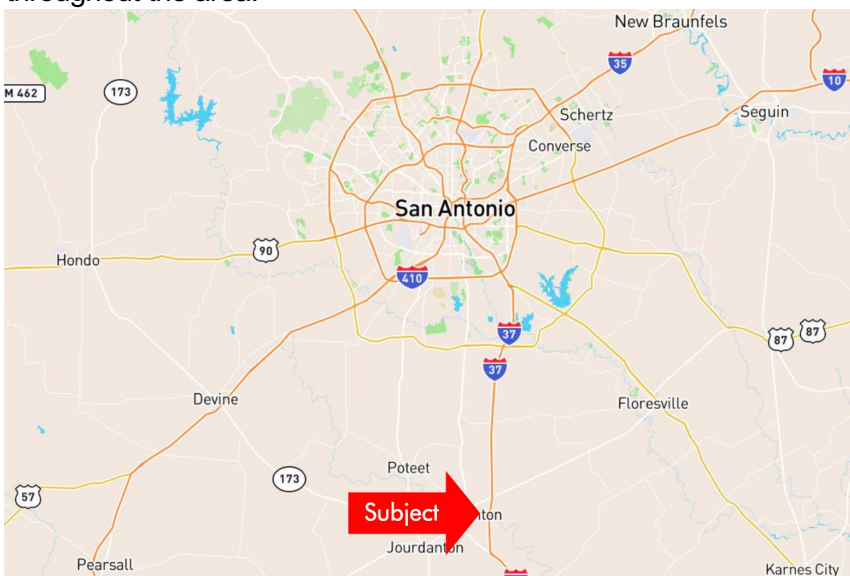 throughout the area.
New Braunfels
35
10
M 462
173
Schertz
Seguin
Converse
San Antonio
90
Hondo
410
37
87
87
37
Devine
Floresville
Poteet
173
57
Subject
nton
Jourdanton
Pearsall
Karnes City